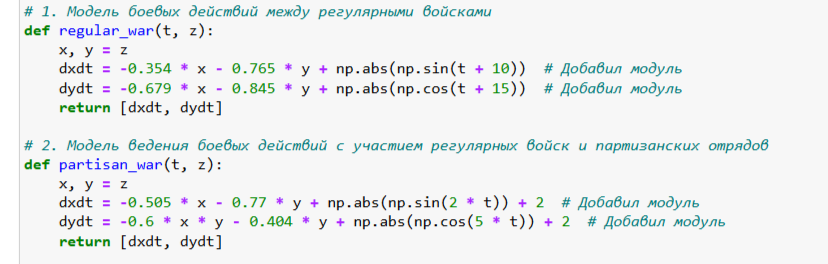 # 1. Модель боевых действий между регулярными войсками
def regular_war(t, z):
    x, y = z
    dxdt = -0.354 * x - 0.765 * y + np.abs(np.sin(t + 10))  # Добавил модуль
    dydt = -0.679 * x - 0.845 * y + np.abs(np.cos(t + 15))  # Добавил модуль
    return [dxdt, dydt]

# 2. Модель ведения боевых действий с участием регулярных войск и партизанских отрядов
def partisan_war(t, z):
    x, y = z
    dxdt = -0.505 * x - 0.77 * y + np.abs(np.sin(2 * t)) + 2  # Добавил модуль
    dydt = -0.6 * x * y - 0.404 * y + np.abs(np.cos(5 * t)) + 2  # Добавил модуль
    return [dxdt, dydt]